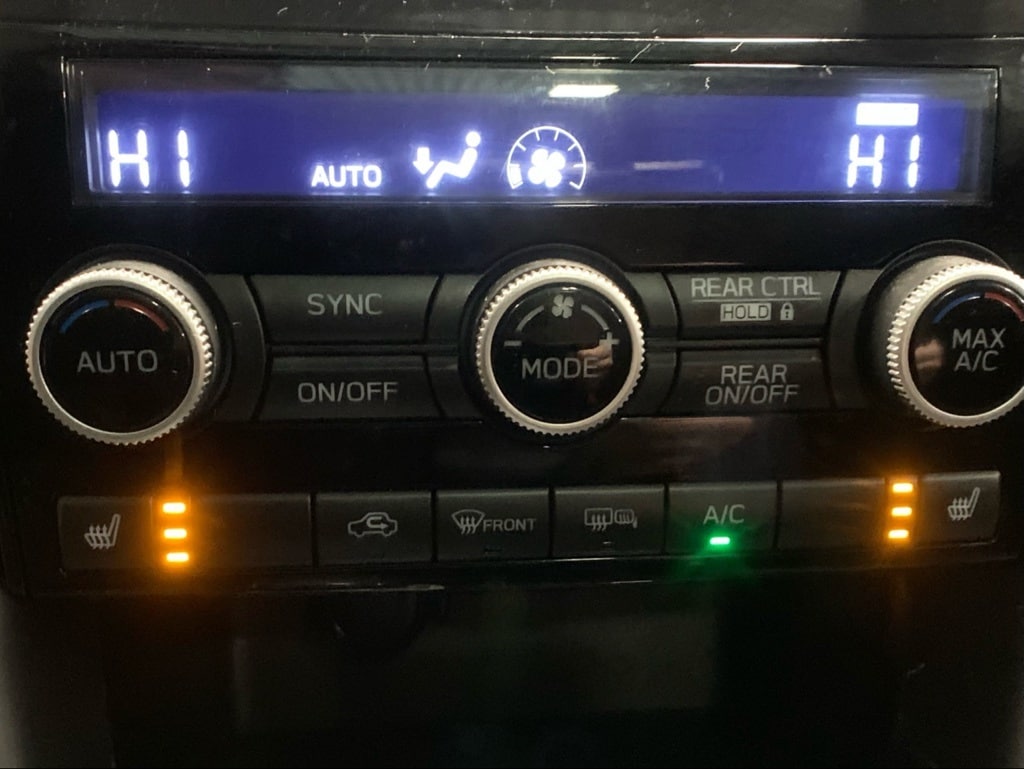 HI AUTO HI
SYNC
REAR CTRL
HOLD
AUTO
MODE
MAX
A/C
ON/OFF
REAR
ON/OFF
FRONT
A/C